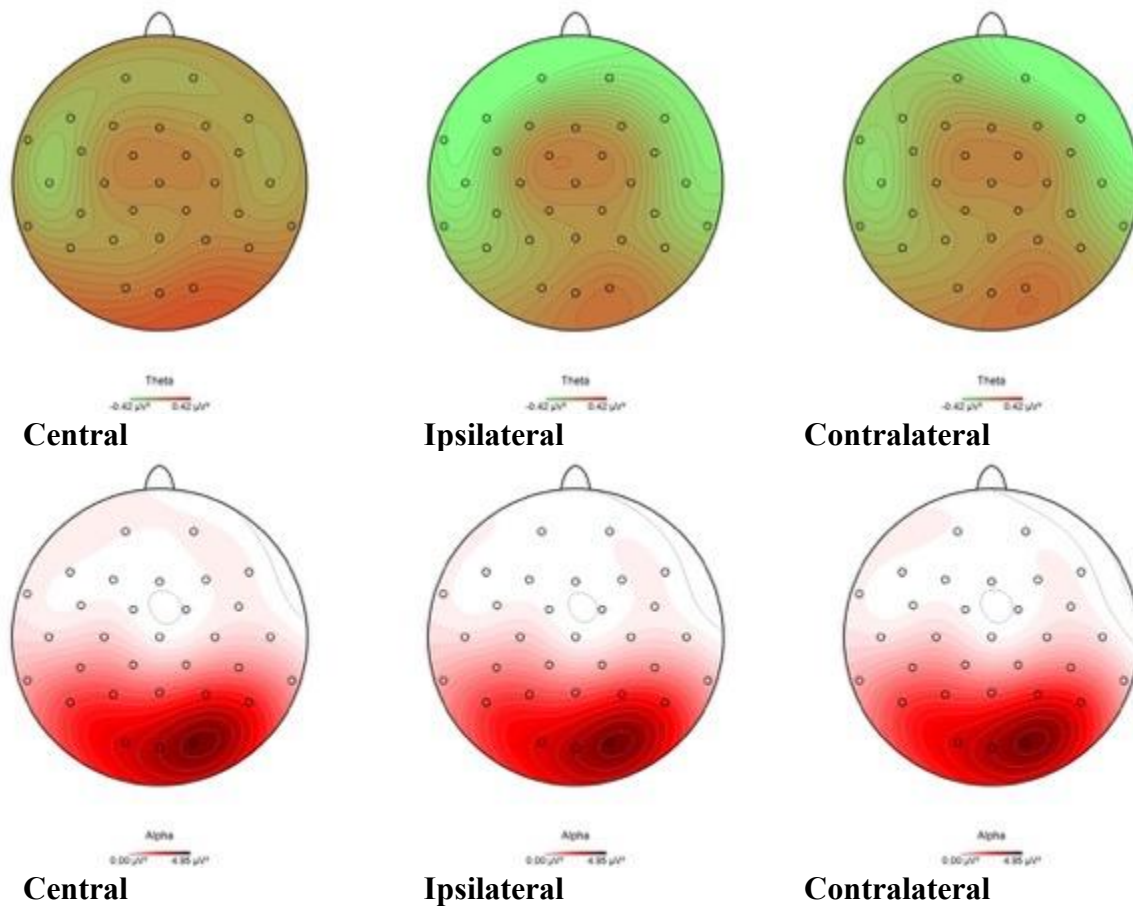 Theta Theta Theta
-0.42 µV² 0.42 µV² -0.42 µV² 0.42 µV² -0.42 µV² 0.42 µV²
Central Ipsilateral Contralateral
Alpha Alpha Alpha
0.00 µV² 4.95 µV² 0.00 µV² 4.95 µV² 0.00 µV² 4.95 µV²
Central Ipsilateral Contralateral